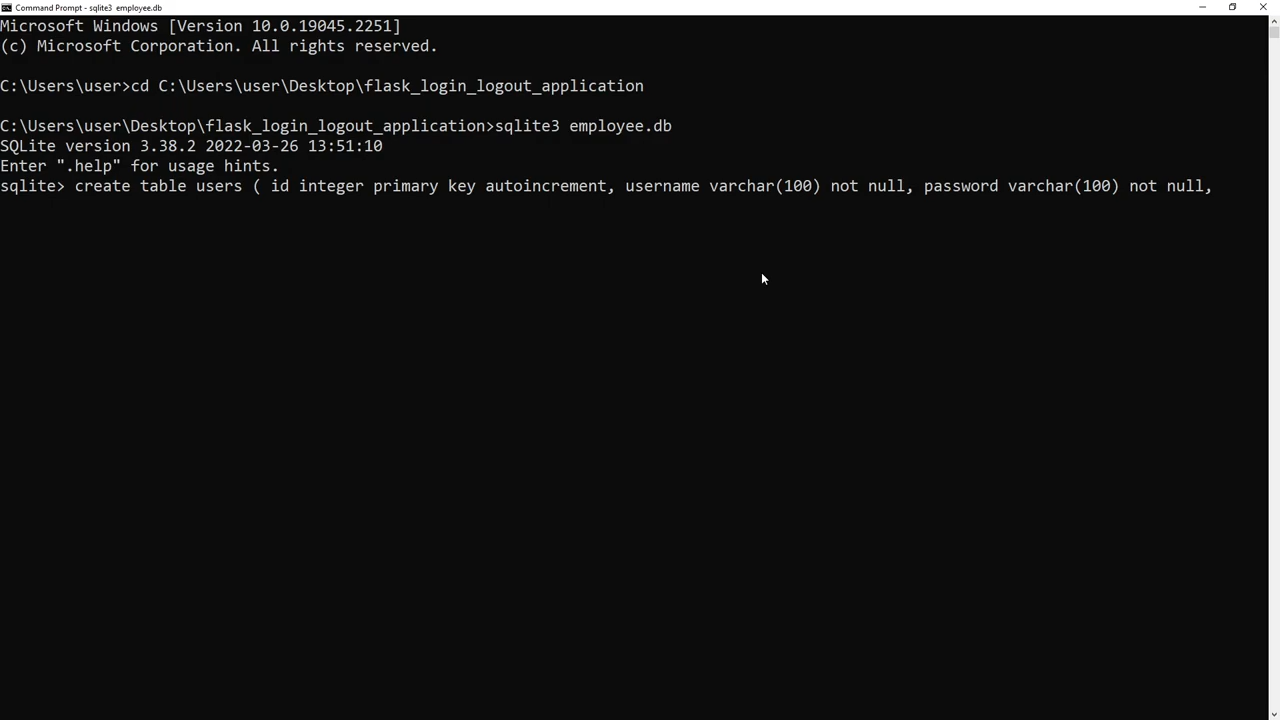 Command Prompt - sqlite3 employee.db
Microsoft Windows [Version 10.0.19045.2251]
(c) Microsoft Corporation. All rights reserved.
C:\Users\user>cd C:\Users\user\Desktop\flask_login_logout_application
C:\Users\user\Desktop\flask_login_logout_application>sqlite3 employee.db
SQLite version 3.38.2 2022-03-26 13:51:10
Enter ".help" for usage hints.
sqlite> create table users ( id integer primary key autoincrement, username varchar(100) not null, password varchar(100) not null,